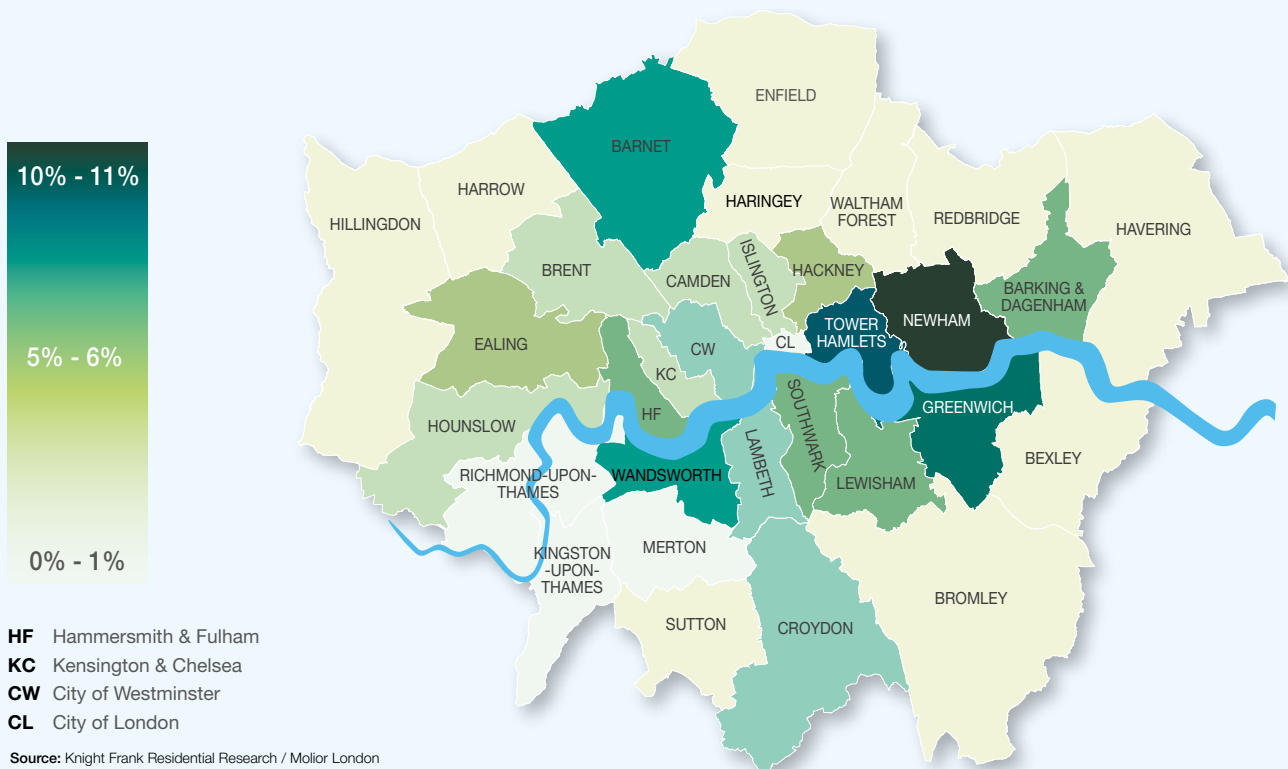 10% - 11%
5% - 6%
0% - 1%
ENFIELD
BARNET
HARROW
HARINGEY
WALTHAM
FOREST
REDBRIDGE
HAVERING
HILLINGDON
BRENT
CAMDEN
ISLINGTON
HACKNEY
BARKING &
DAGENHAM
TOWER
HAMLETS
NEWHAM
EALING
CW
CL
KC
HF
SOUTHWARK
GREENWICH
HOUNSLOW
LAMBETH
BEXLEY
RICHMOND-UPON-
THAMES
WANDSWORTH
LEWISHAM
KINGSTON
-UPON-
THAMES
MERTON
BROMLEY
SUTTON
CROYDON
HF Hammersmith & Fulham
KC Kensington & Chelsea
CW City of Westminster
CL City of London
Source: Knight Frank Residential Research / Molior London